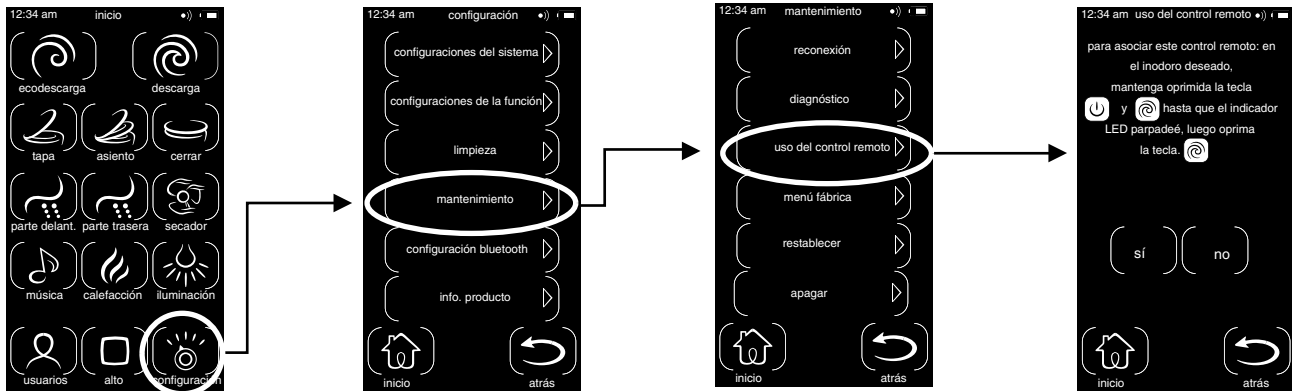 12:34 am inicio
ecodescarga descarga
tapa asiento cerrar
parte delant. parte trasera secador
música calefacción iluminación
usuarios alto configuración
12:34 am configuración
configuraciones del sistema
configuraciones de la función
limpieza
mantenimiento
configuración bluetooth
info. producto
inicio atrás
12:34 am mantenimiento
reconexión
diagnóstico
uso del control remoto
menú fábrica
restablecer
apagar
inicio atrás
12:34 am uso del control remoto
para asociar este control remoto: en
el inodoro deseado,
mantenga oprimida la tecla
y hasta que el indicador
LED parpadeé, luego oprima
la tecla.
sí no
inicio atrás